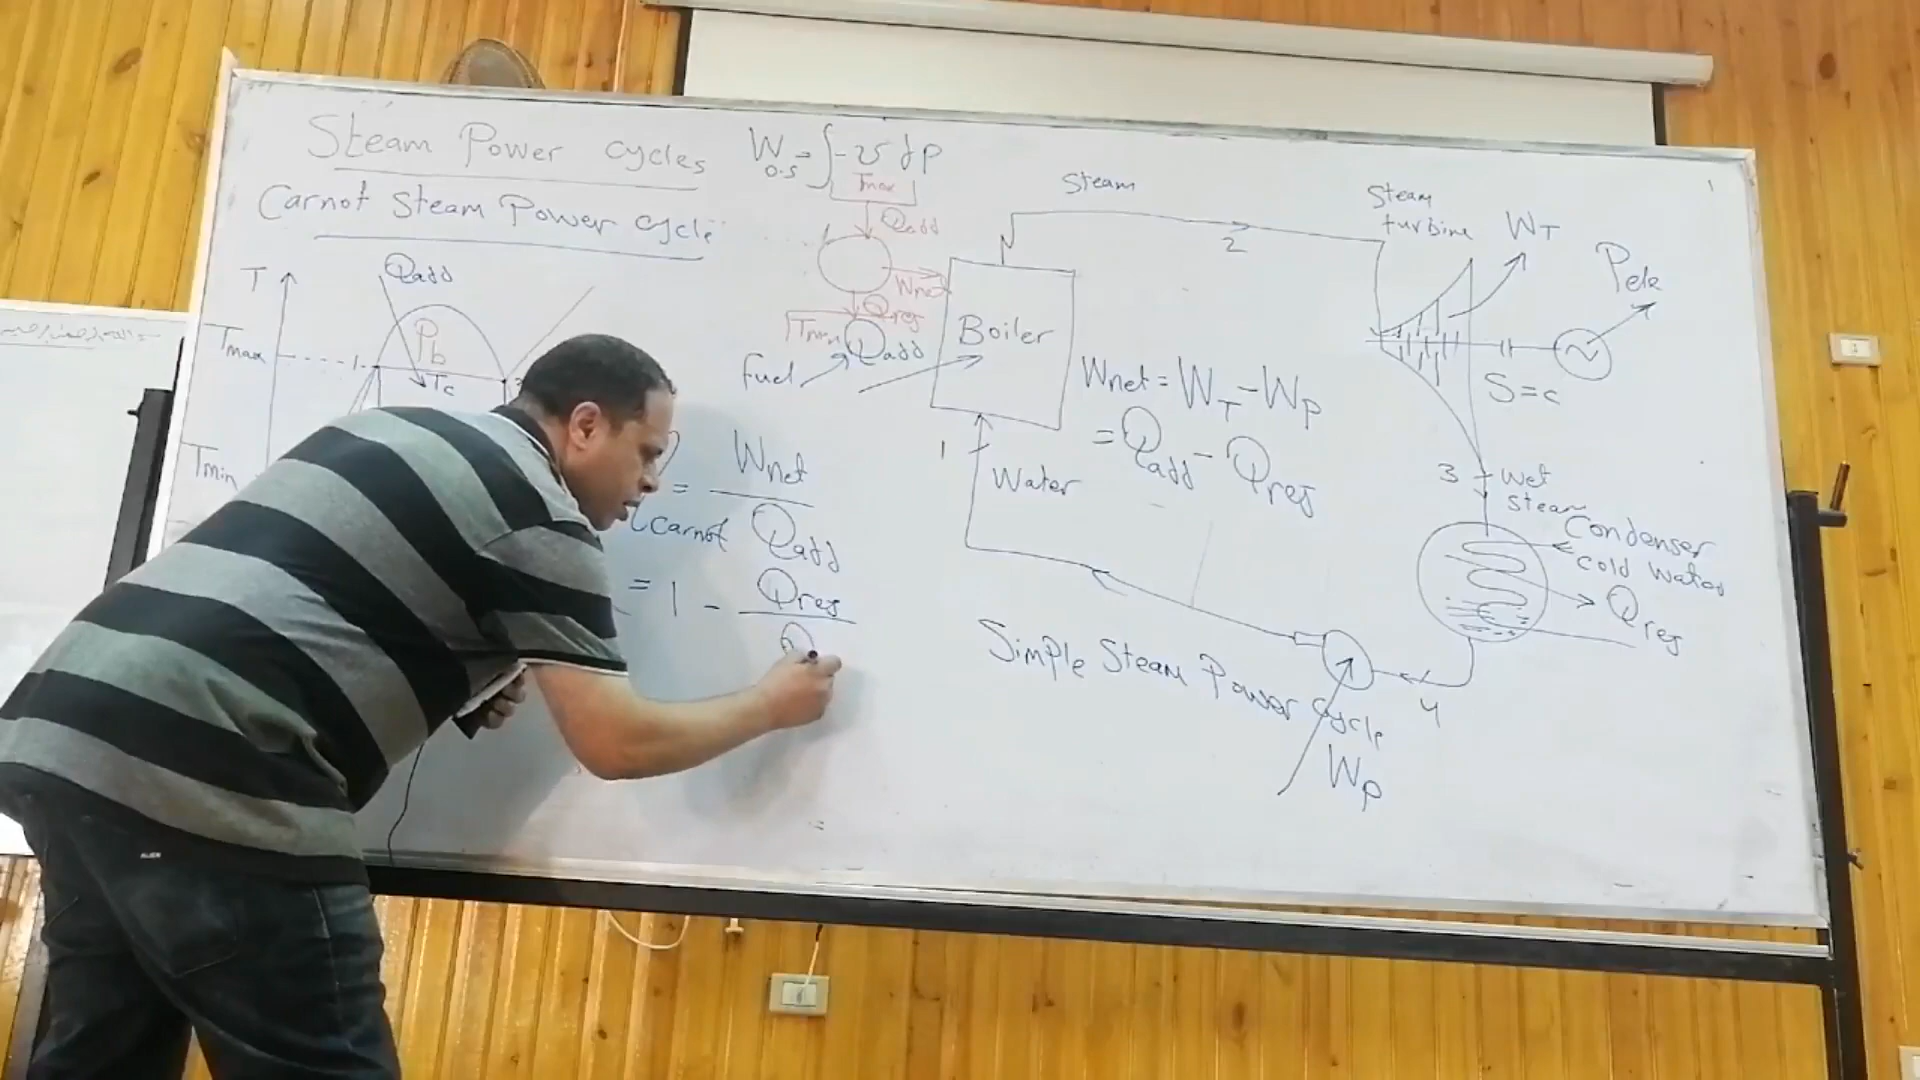 Steam Power cycles
Carnot Steam Power cycle
W o.s = ∫ -v dp
Tmax
Qadd
Wnet
Qrej
Tmin
T
Qadd
Pb
Tmax
1
Tc
Tmin
η carnot = Wnet / Qadd
= 1 - Qrej / Q
fuel
Qadd
Boiler
Steam
2
Steam
turbine
WT
Pele
S=c
Wnet = WT - Wp
= Qadd - Qrej
1
Water
3
Wet
Steam
Condenser
cold water
Qrej
4
Simple Steam Power cycle
Wp